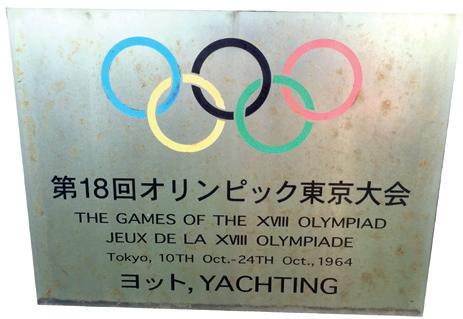 第18回オリンピック東京大会
THE GAMES OF THE XVIII OLYMPIAD
JEUX DE LA XVIII OLYMPIADE
Tokyo, 10TH Oct.-24TH Oct., 1964
ヨット, YACHTING